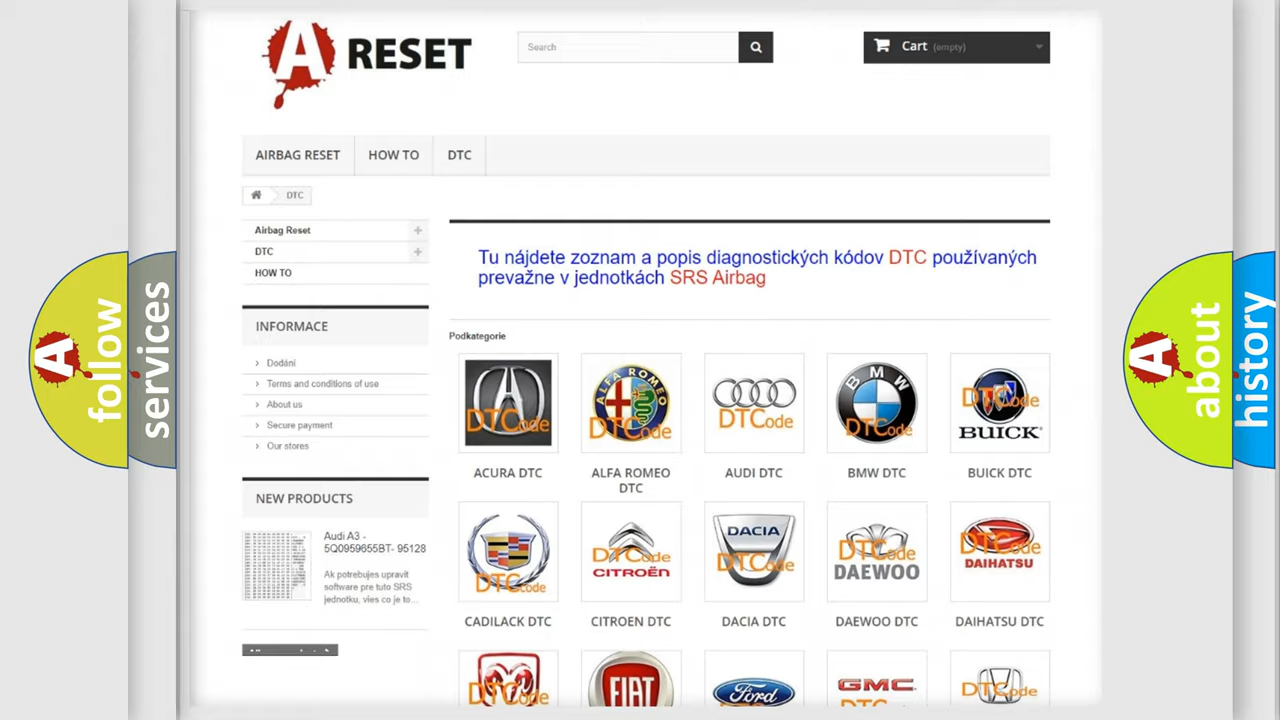 A RESET
Search
Cart (empty)
AIRBAG RESET
HOW TO
DTC
DTC
Airbag Reset
DTC
HOW TO
INFORMACE
Dodání
Terms and conditions of use
About us
Secure payment
Our stores
NEW PRODUCTS
Audi A3 -
5Q0959655BT- 95128
Ak potrebujes upravit
software pre tuto SRS
jednotku, vies co je to...
Tu nájdete zoznam a popis diagnostických kódov DTC používaných
prevažne v jednotkách SRS Airbag
Podkategorie
DTCode
ALFA ROMEO
DTCode
DTCode
BMW
DTCode
DTCode
BUICK
ACURA DTC
ALFA ROMEO
DTC
AUDI DTC
BMW DTC
BUICK DTC
DTCode
DTCode
CITROËN
DACIA
DTCode
DTCode
DAEWOO
DTCode
DAIHATSU
CADILACK DTC
CITROEN DTC
DACIA DTC
DAEWOO DTC
DAIHATSU DTC
DTCode
FIAT
Ford
GMC
DTCode
A follow
services
A about
history